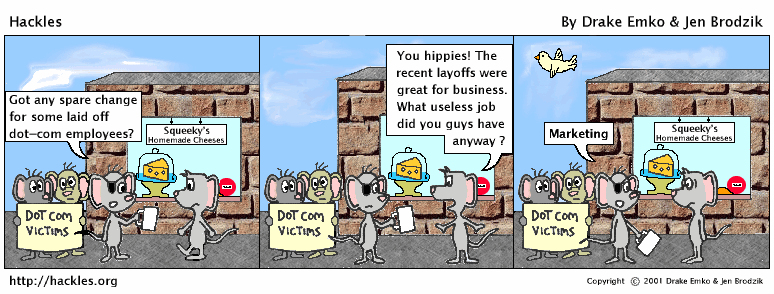 Hackles
By Drake Emko & Jen Brodzik
Got any spare change
for some laid off
dot-com employees?
Squeeky's
Homemade Cheeses
DOT COM
VICTIMS
You hippies! The
recent layoffs were
great for business.
What useless job
did you guys have
anyway ?
DOT COM
VICTIMS
Marketing
Squeeky's
Homemade Cheeses
DOT COM
VICTIMS
http://hackles.org
Copyright © 2001 Drake Emko & Jen Brodzik